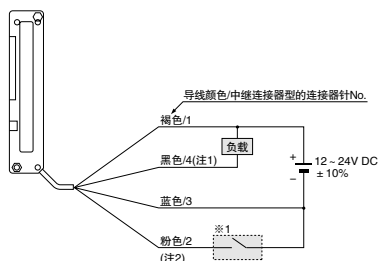 导线颜色/中继连接器型的连接器针No.
褐色/1
负载
黑色/4(注1)
+
12~24V DC
±10%
−
蓝色/3
※1
粉色/2
(注2)